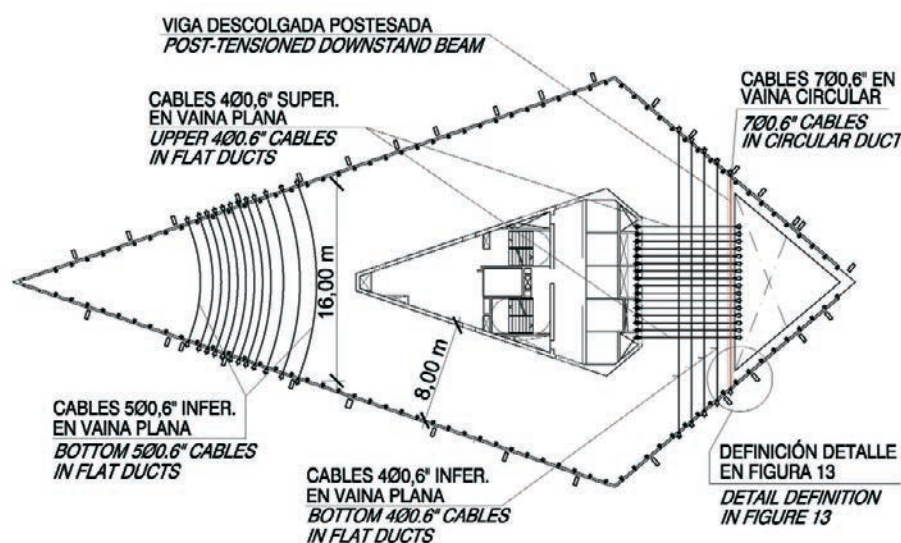 VIGA DESCOLGADA POSTESADA
POST-TENSIONED DOWNSTAND BEAM
CABLES 4Ø0,6" SUPER.
EN VAINA PLANA
UPPER 4Ø0.6" CABLES
IN FLAT DUCTS
CABLES 7Ø0,6" EN
VAINA CIRCULAR
7Ø0.6" CABLES
IN CIRCULAR DUCT
16,00 m
8,00 m
CABLES 5Ø0,6" INFER.
EN VAINA PLANA
BOTTOM 5Ø0.6" CABLES
IN FLAT DUCTS
CABLES 4Ø0,6" INFER.
EN VAINA PLANA
BOTTOM 4Ø0.6" CABLES
IN FLAT DUCTS
DEFINICIÓN DETALLE
EN FIGURA 13
DETAIL DEFINITION
IN FIGURE 13